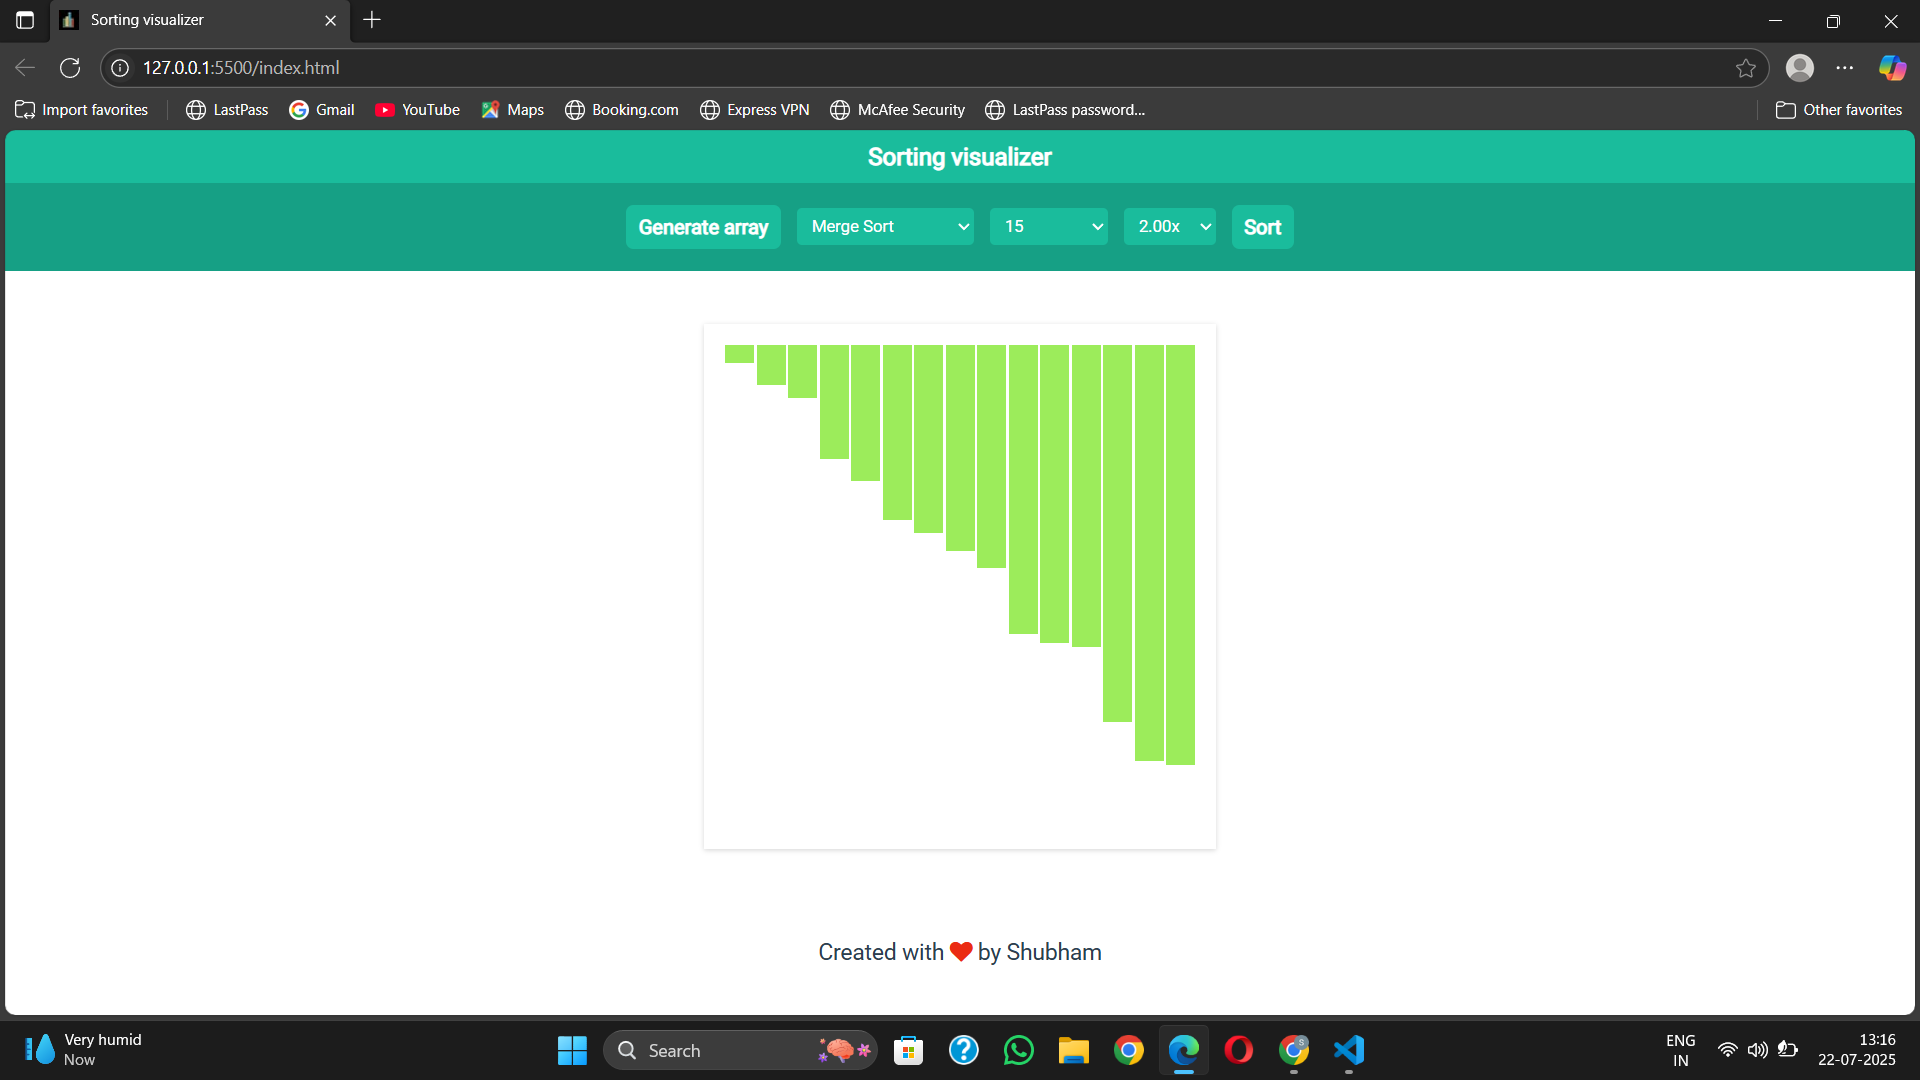 Sorting visualizer
127.0.0.1:5500/index.html
Import favorites LastPass Gmail YouTube Maps Booking.com Express VPN McAfee Security LastPass password... Other favorites
Sorting visualizer
Generate array Merge Sort 15 2.00x Sort
Created with ❤ by Shubham
Very humid
Now
Search
ENG
IN
13:16
22-07-2025